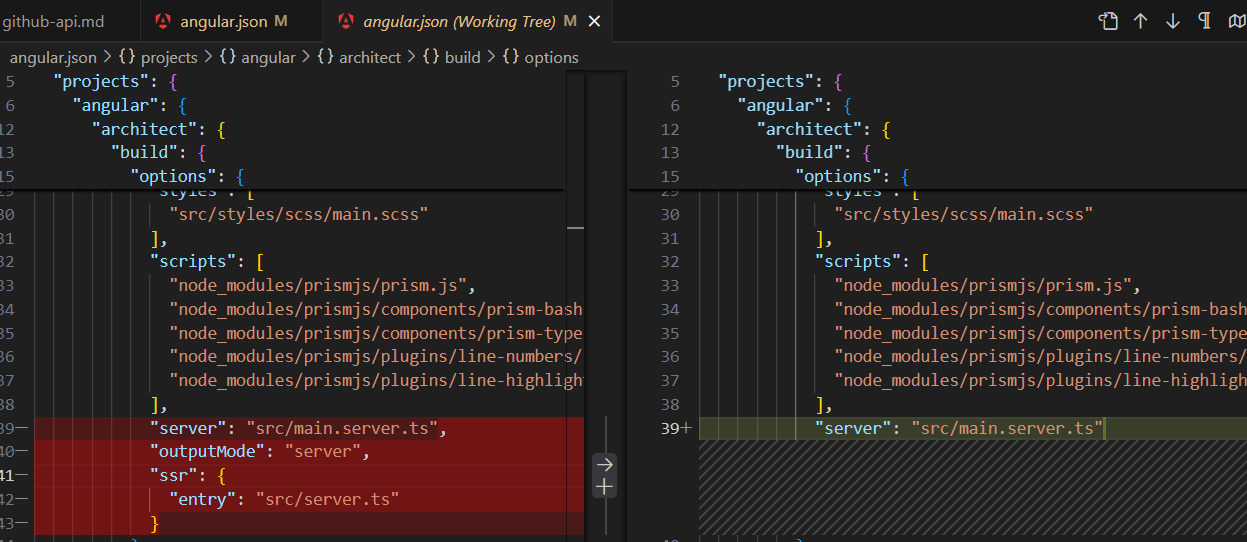 github-api.md
angular.json M
angular.json (Working Tree) M
angular.json > {} projects > {} angular > {} architect > {} build > {} options
5 "projects": {
6 "angular": {
12 "architect": {
13 "build": {
15 "options": {
29 "styles": [
30 "src/styles/scss/main.scss"
31 ],
32 "scripts": [
33 "node_modules/prismjs/prism.js",
34 "node_modules/prismjs/components/prism-bash
35 "node_modules/prismjs/components/prism-type
36 "node_modules/prismjs/plugins/line-numbers/
37 "node_modules/prismjs/plugins/line-highligh
38 ],
39− "server": "src/main.server.ts",
40− "outputMode": "server",
41− "ssr": {
42− "entry": "src/server.ts"
43− }
5 "projects": {
6 "angular": {
12 "architect": {
13 "build": {
15 "options": {
29 "styles": [
30 "src/styles/scss/main.scss"
31 ],
32 "scripts": [
33 "node_modules/prismjs/prism.js",
34 "node_modules/prismjs/components/prism-bash
35 "node_modules/prismjs/components/prism-type
36 "node_modules/prismjs/plugins/line-numbers/
37 "node_modules/prismjs/plugins/line-highligh
38 ],
39+ "server": "src/main.server.ts"